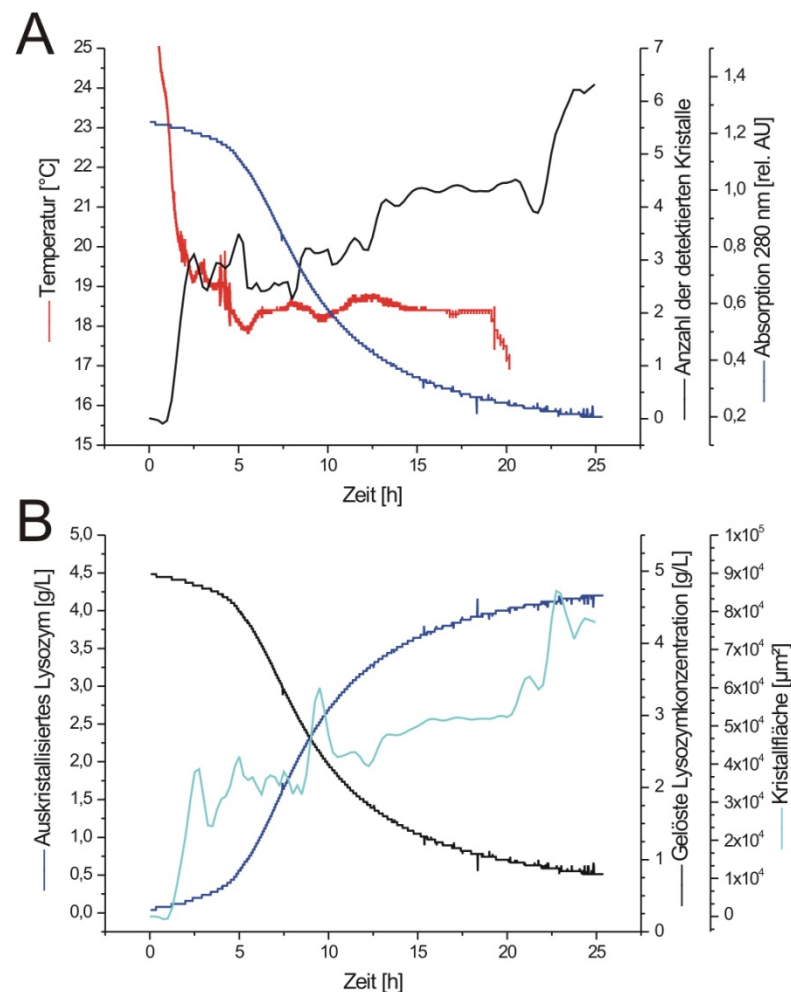 A
Temperatur [°C]
25
24
23
22
21
20
19
18
17
16
15
0
5
10
15
20
25
Zeit [h]
7
6
5
4
3
2
1
0
Anzahl der detektierten Kristalle
1,4
1,2
1,0
0,8
0,6
0,4
0,2
Absorption 280 nm [rel. AU]
B
Auskristallisiertes Lysozym [g/L]
5,0
4,5
4,0
3,5
3,0
2,5
2,0
1,5
1,0
0,5
0,0
0
5
10
15
20
25
Zeit [h]
5
4
3
2
1
0
Gelöste Lysozymkonzentration [g/L]
1x10⁵
9x10⁴
8x10⁴
7x10⁴
6x10⁴
5x10⁴
4x10⁴
3x10⁴
2x10⁴
1x10⁴
0
Kristallfläche [µm²]